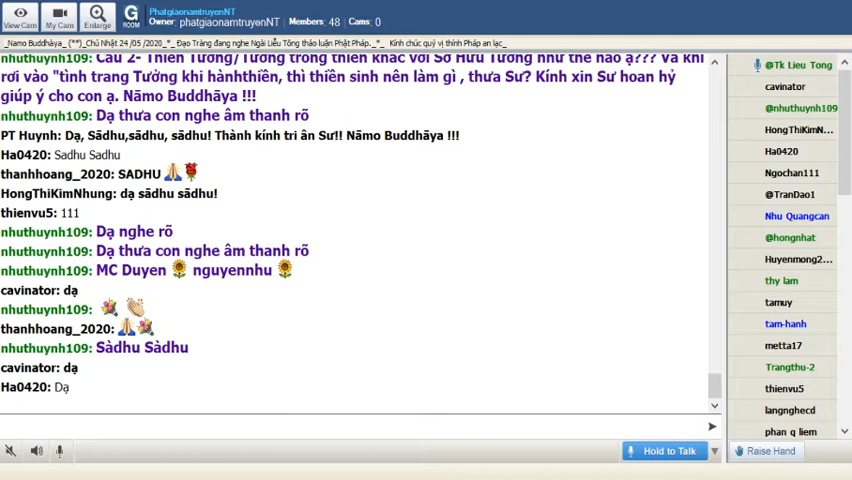 View Cam
My Cam
Enlarge
G
ROOM
PhatgiaonamtruyenNT
Owner: phatgiaonamtruyenNT Members: 48 Cams: 0
_Namo Buddhàya_ (**)_Chủ Nhật 24 /05 /2020_*_ Đạo Tràng đang nghe Ngài Liễu Tông thảo luận Phật Pháp._*_ Kính chúc quý vị thính Pháp an lạc_
nhuthuynh109: Câu 2- Thiền Tưởng/Tưởng trong thiền khác với Sở Hữu Tưởng như thế nào ạ??? Và khi
rơi vào "tình trang Tưởng khi hànhthiền, thì thiền sinh nên làm gì , thưa Sư? Kính xin Sư hoan hỷ
giúp ý cho con ạ. Nāmo Buddhāya !!!
nhuthuynh109: Dạ thưa con nghe âm thanh rõ
PT Huynh: Dạ, Sādhu,sādhu, sādhu! Thành kính tri ân Sư!! Nāmo Buddhāya !!!
Ha0420: Sadhu Sadhu
thanhhoang_2020: SADHU
HongThiKimNhung: dạ sādhu sādhu!
thienvu5: 111
nhuthuynh109: Dạ nghe rõ
nhuthuynh109: Dạ thưa con nghe âm thanh rõ
nhuthuynh109: MC Duyen nguyennhu
cavinator: dạ
nhuthuynh109:
thanhhoang_2020:
nhuthuynh109: Sàdhu Sàdhu
cavinator: dạ
Ha0420: Dạ
@Tk Lieu Tong
cavinator
@nhuthuynh109
HongThiKimN...
Ha0420
Ngochan111
@TranDao1
Nhu Quangcan
@hongnhat
Huyenmong2...
thy lam
tamuy
tam-hanh
metta17
Trangthu-2
thienvu5
langnghecd
phan q liem
Hold to Talk
Raise Hand